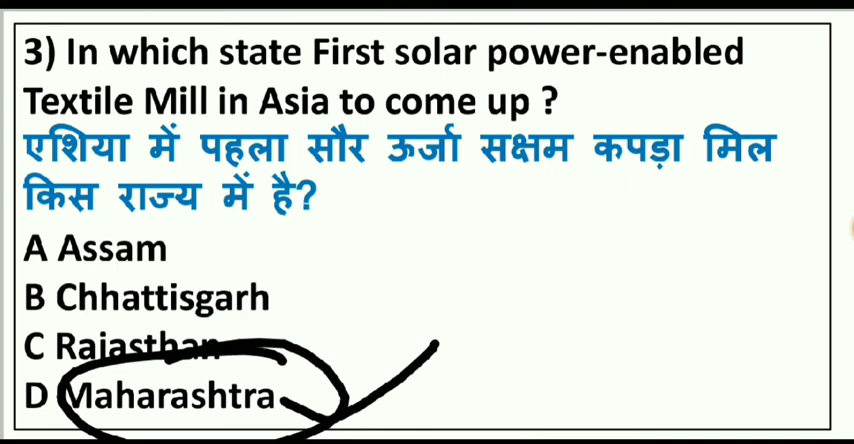 3) In which state First solar power-enabled
Textile Mill in Asia to come up ?
एशिया में पहला सौर ऊर्जा सक्षम कपड़ा मिल
किस राज्य में है?
A Assam
B Chhattisgarh
C Rajasthan
D Maharashtra